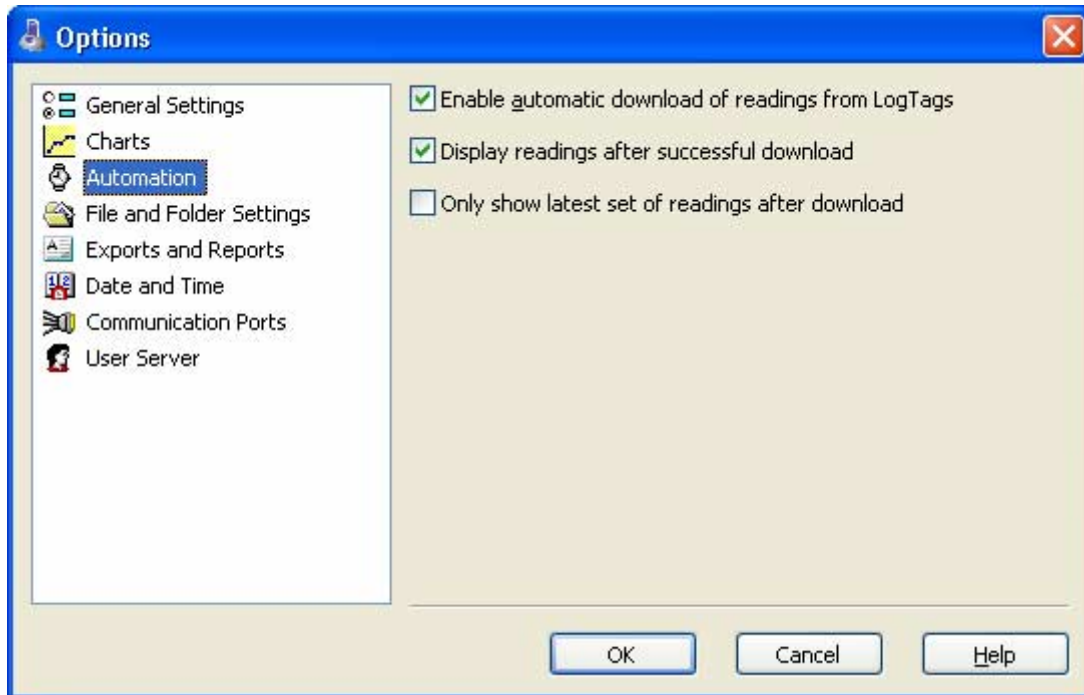 Options
General Settings
Charts
Automation
File and Folder Settings
Exports and Reports
Date and Time
Communication Ports
User Server
Enable automatic download of readings from LogTags
Display readings after successful download
Only show latest set of readings after download
OK
Cancel
Help